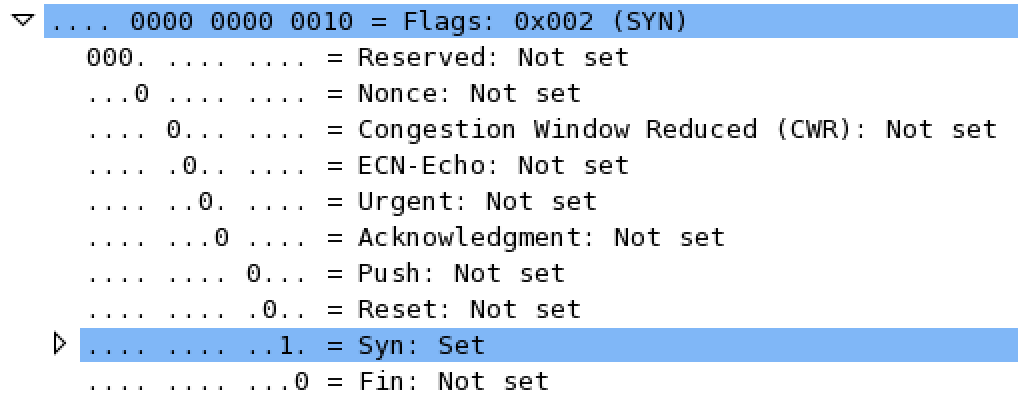 .... 0000 0000 0010 = Flags: 0x002 (SYN)
000. .... .... = Reserved: Not set
...0 .... .... = Nonce: Not set
.... 0... .... = Congestion Window Reduced (CWR): Not set
.... .0.. .... = ECN-Echo: Not set
.... ..0. .... = Urgent: Not set
.... ...0 .... = Acknowledgment: Not set
.... .... 0... = Push: Not set
.... .... .0.. = Reset: Not set
.... .... ..1. = Syn: Set
.... .... ...0 = Fin: Not set